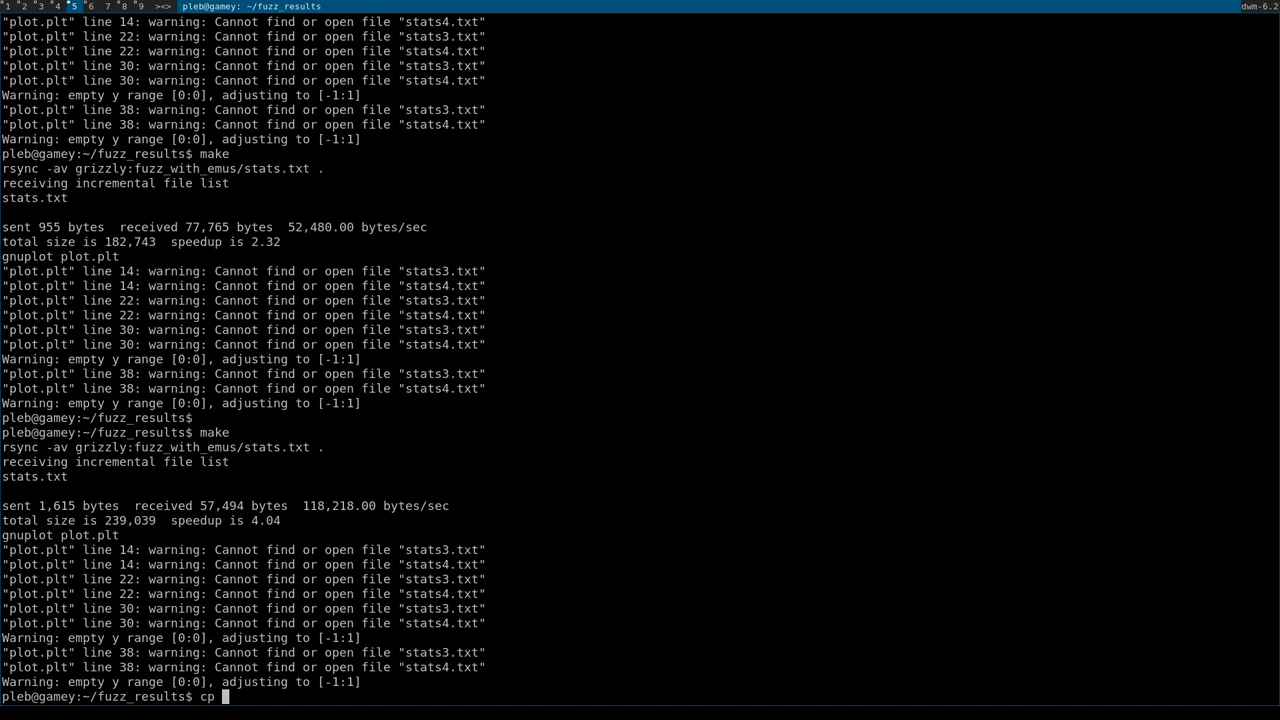 1 2 3 4 5 6 7 8 9 ><> pleb@gamey: ~/fuzz_results dwm-6.2
"plot.plt" line 14: warning: Cannot find or open file "stats4.txt"
"plot.plt" line 22: warning: Cannot find or open file "stats3.txt"
"plot.plt" line 22: warning: Cannot find or open file "stats4.txt"
"plot.plt" line 30: warning: Cannot find or open file "stats3.txt"
"plot.plt" line 30: warning: Cannot find or open file "stats4.txt"
Warning: empty y range [0:0], adjusting to [-1:1]
"plot.plt" line 38: warning: Cannot find or open file "stats3.txt"
"plot.plt" line 38: warning: Cannot find or open file "stats4.txt"
Warning: empty y range [0:0], adjusting to [-1:1]
pleb@gamey:~/fuzz_results$ make
rsync -av grizzly:fuzz_with_emus/stats.txt .
receiving incremental file list
stats.txt
sent 955 bytes  received 77,765 bytes  52,480.00 bytes/sec
total size is 182,743  speedup is 2.32
gnuplot plot.plt
"plot.plt" line 14: warning: Cannot find or open file "stats3.txt"
"plot.plt" line 14: warning: Cannot find or open file "stats4.txt"
"plot.plt" line 22: warning: Cannot find or open file "stats3.txt"
"plot.plt" line 22: warning: Cannot find or open file "stats4.txt"
"plot.plt" line 30: warning: Cannot find or open file "stats3.txt"
"plot.plt" line 30: warning: Cannot find or open file "stats4.txt"
Warning: empty y range [0:0], adjusting to [-1:1]
"plot.plt" line 38: warning: Cannot find or open file "stats3.txt"
"plot.plt" line 38: warning: Cannot find or open file "stats4.txt"
Warning: empty y range [0:0], adjusting to [-1:1]
pleb@gamey:~/fuzz_results$
pleb@gamey:~/fuzz_results$ make
rsync -av grizzly:fuzz_with_emus/stats.txt .
receiving incremental file list
stats.txt
sent 1,615 bytes  received 57,494 bytes  118,218.00 bytes/sec
total size is 239,039  speedup is 4.04
gnuplot plot.plt
"plot.plt" line 14: warning: Cannot find or open file "stats3.txt"
"plot.plt" line 14: warning: Cannot find or open file "stats4.txt"
"plot.plt" line 22: warning: Cannot find or open file "stats3.txt"
"plot.plt" line 22: warning: Cannot find or open file "stats4.txt"
"plot.plt" line 30: warning: Cannot find or open file "stats3.txt"
"plot.plt" line 30: warning: Cannot find or open file "stats4.txt"
Warning: empty y range [0:0], adjusting to [-1:1]
"plot.plt" line 38: warning: Cannot find or open file "stats3.txt"
"plot.plt" line 38: warning: Cannot find or open file "stats4.txt"
Warning: empty y range [0:0], adjusting to [-1:1]
pleb@gamey:~/fuzz_results$ cp